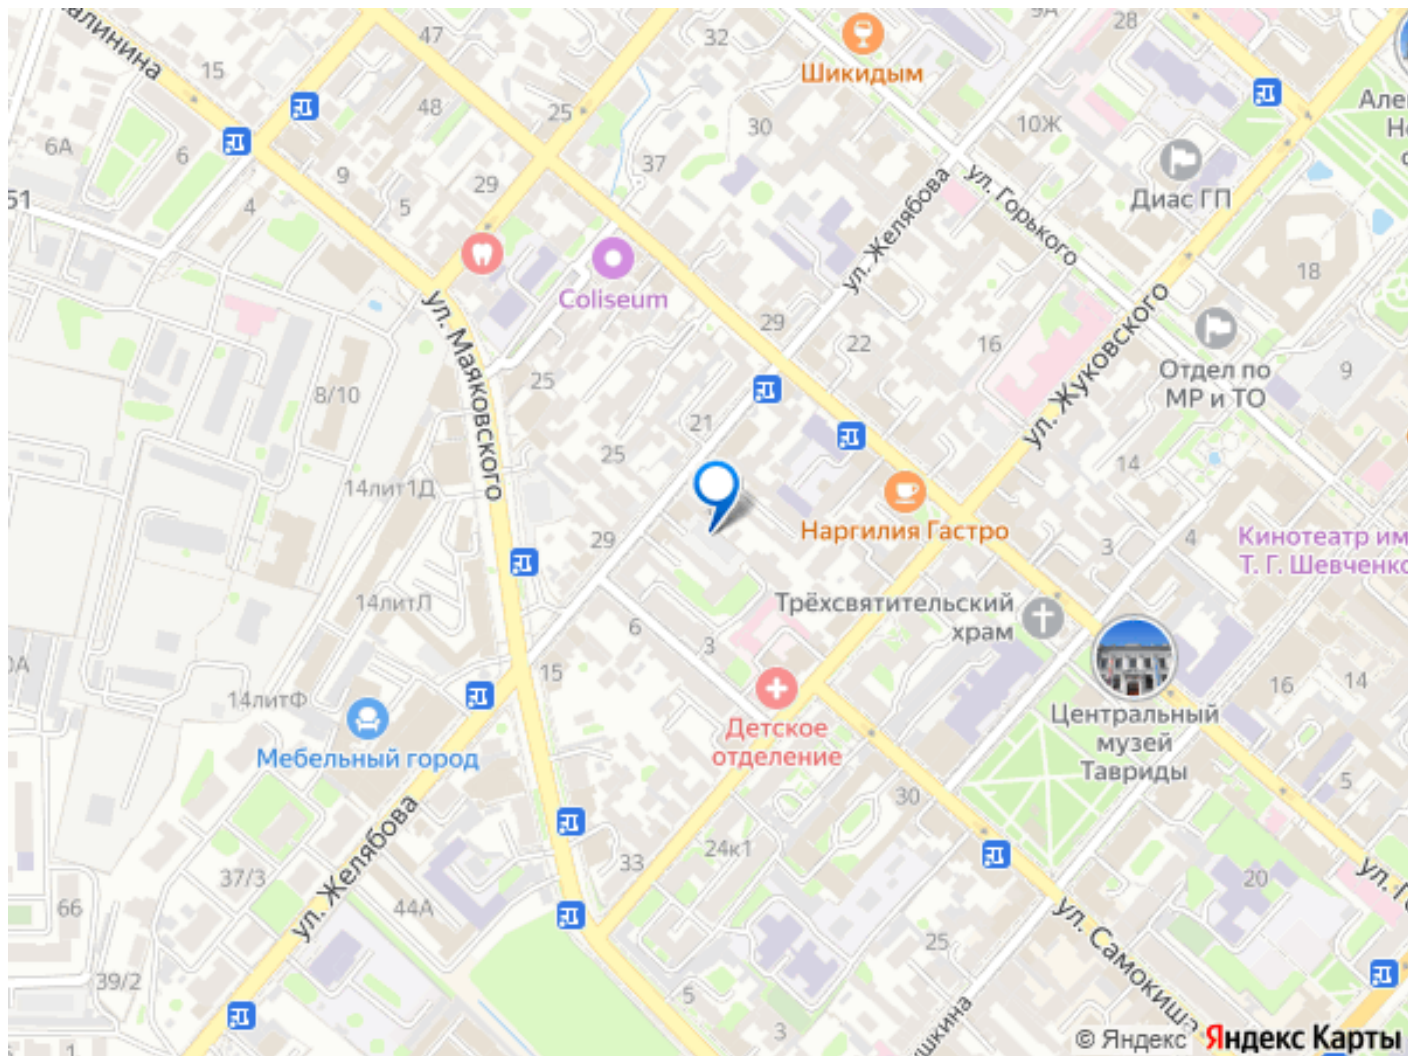 47
32
9А
28
Шикидым
15
48
25
30
10Ж
6А
6
9
37
29
51
4
5
ул. Желябова
ул. Горького
Диас ГП
18
Coliseum
ул. Маяковского
29
22
16
ул. Жуковского
Отдел по
МР и ТО
9
8/10
25
21
25
14лит1Д
14
Наргилия Гастро
29
3
4
Кинотеатр им
Т. Г. Шевченко
14литЛ
6
3
Трёхсвятительский
храм
15
14литФ
16
14
Центральный
музей
Тавриды
Мебельный город
Детское
отделение
5
30
24к1
33
37/3
ул. Желябова
44А
66
20
ул. Самокиша
25
39/2
5
3
1
© Яндекс
Яндекс Карты